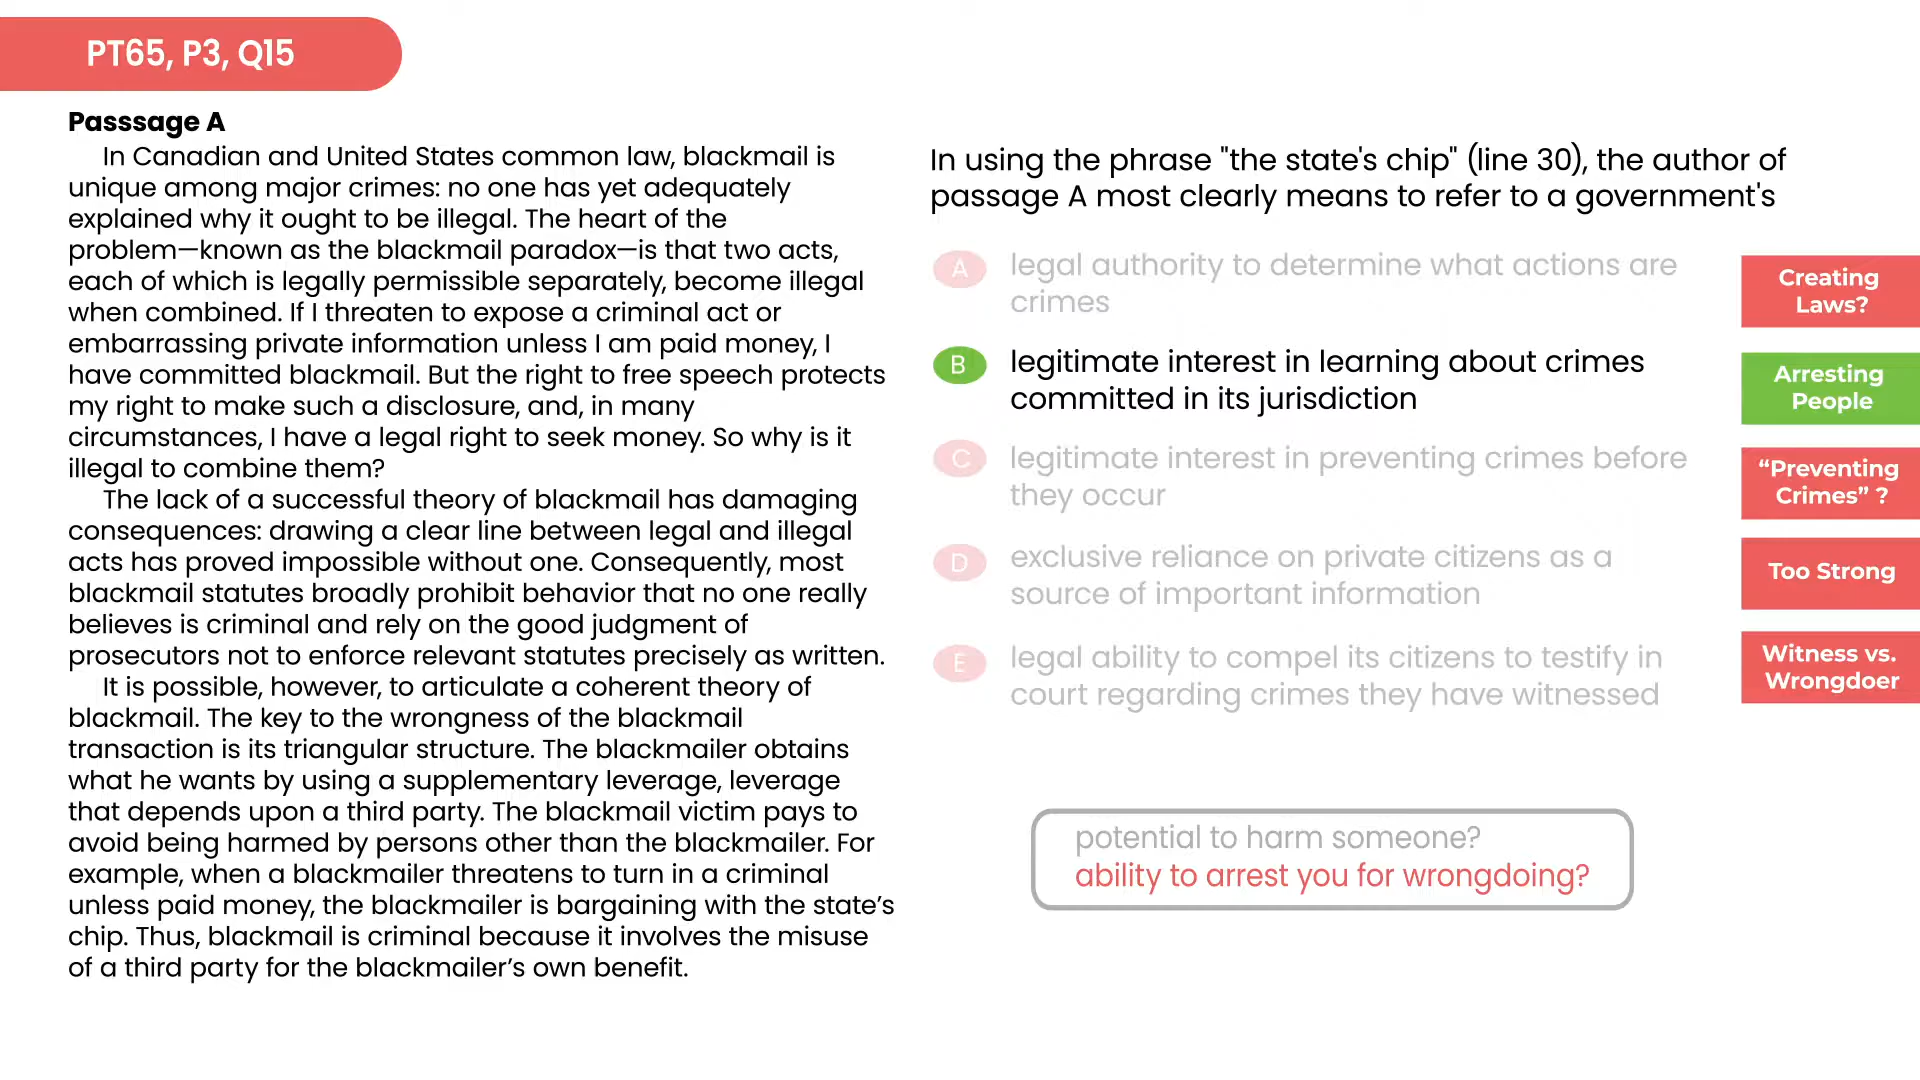 PT65, P3, Q15
Passsage A
In Canadian and United States common law, blackmail is
unique among major crimes: no one has yet adequately
explained why it ought to be illegal. The heart of the
problem—known as the blackmail paradox—is that two acts,
each of which is legally permissible separately, become illegal
when combined. If I threaten to expose a criminal act or
embarrassing private information unless I am paid money, I
have committed blackmail. But the right to free speech protects
my right to make such a disclosure, and, in many
circumstances, I have a legal right to seek money. So why is it
illegal to combine them?
The lack of a successful theory of blackmail has damaging
consequences: drawing a clear line between legal and illegal
acts has proved impossible without one. Consequently, most
blackmail statutes broadly prohibit behavior that no one really
believes is criminal and rely on the good judgment of
prosecutors not to enforce relevant statutes precisely as written.
It is possible, however, to articulate a coherent theory of
blackmail. The key to the wrongness of the blackmail
transaction is its triangular structure. The blackmailer obtains
what he wants by using a supplementary leverage, leverage
that depends upon a third party. The blackmail victim pays to
avoid being harmed by persons other than the blackmailer. For
example, when a blackmailer threatens to turn in a criminal
unless paid money, the blackmailer is bargaining with the state's
chip. Thus, blackmail is criminal because it involves the misuse
of a third party for the blackmailer's own benefit.
In using the phrase "the state's chip" (line 30), the author of
passage A most clearly means to refer to a government's
A legal authority to determine what actions are
crimes
Creating
Laws?
B legitimate interest in learning about crimes
committed in its jurisdiction
Arresting
People
C legitimate interest in preventing crimes before
they occur
“Preventing
Crimes” ?
D exclusive reliance on private citizens as a
source of important information
Too Strong
E legal ability to compel its citizens to testify in
court regarding crimes they have witnessed
Witness vs.
Wrongdoer
potential to harm someone?
ability to arrest you for wrongdoing?